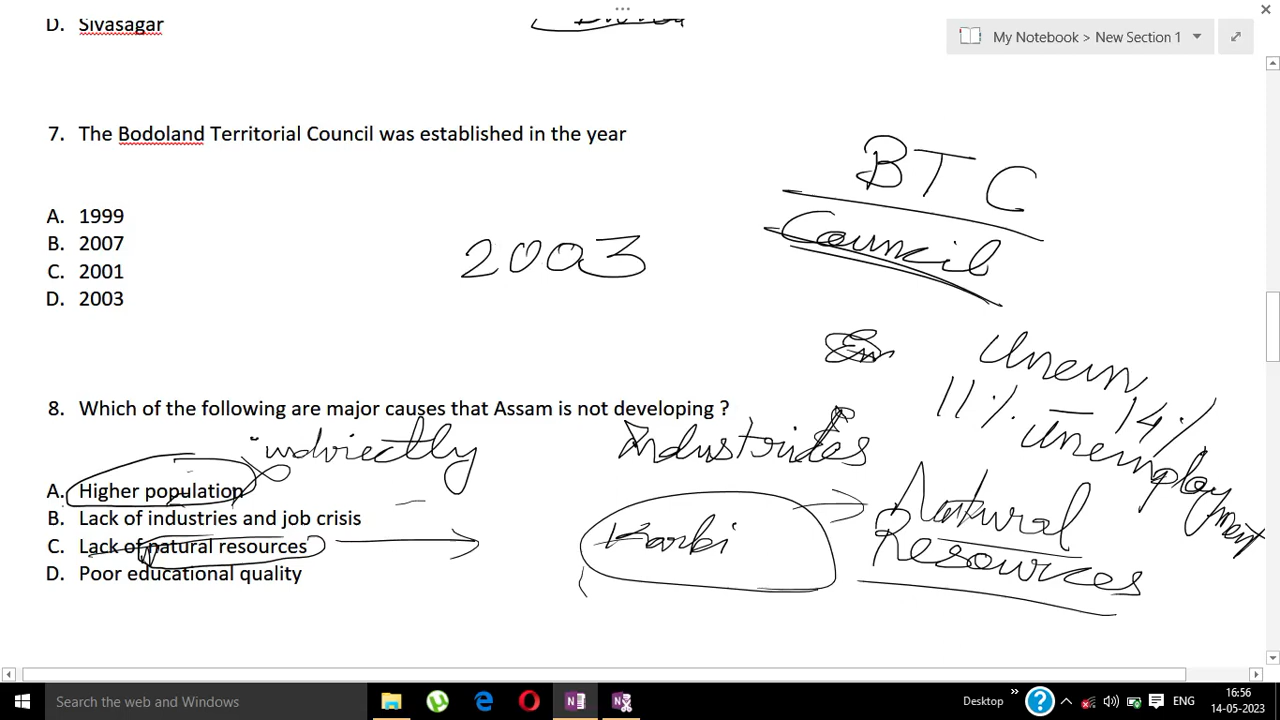 D. Sivasagar
My Notebook > New Section 1
7. The Bodoland Territorial Council was established in the year
BTC
Council
A. 1999
B. 2007
C. 2001
D. 2003
2003
8. Which of the following are major causes that Assam is not developing ?
Unem
11% - 14%
Unemployment
indirectly
A. Higher population
B. Lack of industries and job crisis
C. Lack of natural resources
D. Poor educational quality
Karbi
Natural
Resources
Search the web and Windows
Desktop
ENG
16:56
14-05-2023